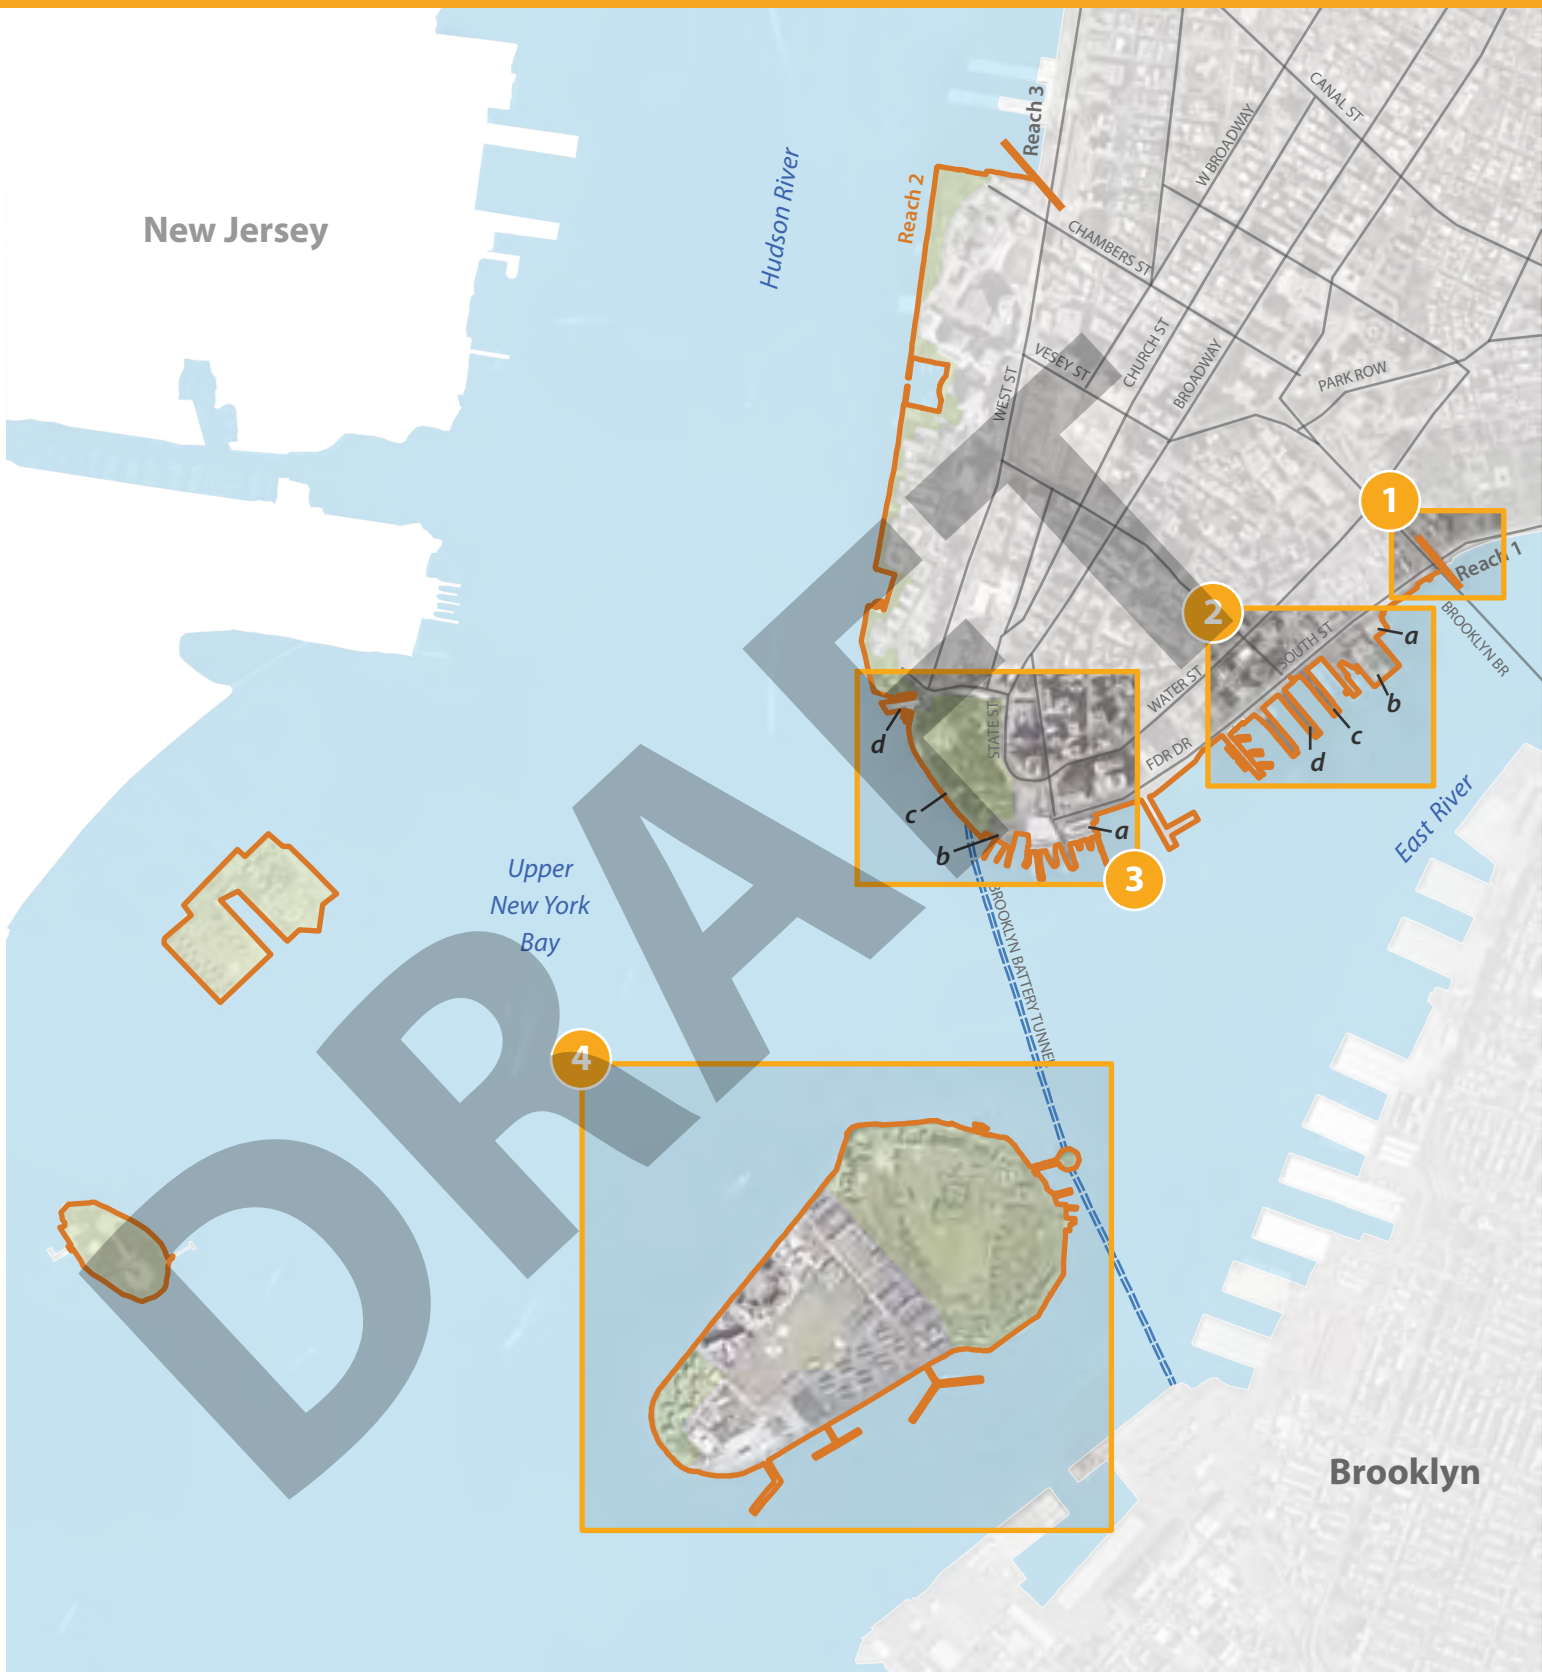 Reach 3
CANAL ST
W BROADWAY
New Jersey
Hudson River
Reach 2
CHAMBERS ST
CHURCH ST
VESEY ST
BROADWAY
PARK ROW
WEST ST
1
Reach 1
2
BROOKLYN BR
SOUTH ST
a
b
c
d
WATER ST
STATE ST
FDR DR
d
c
b
a
3
East River
Upper
New York
Bay
BROOKLYN BATTERY TUNNEL
4
DRAFT
Brooklyn